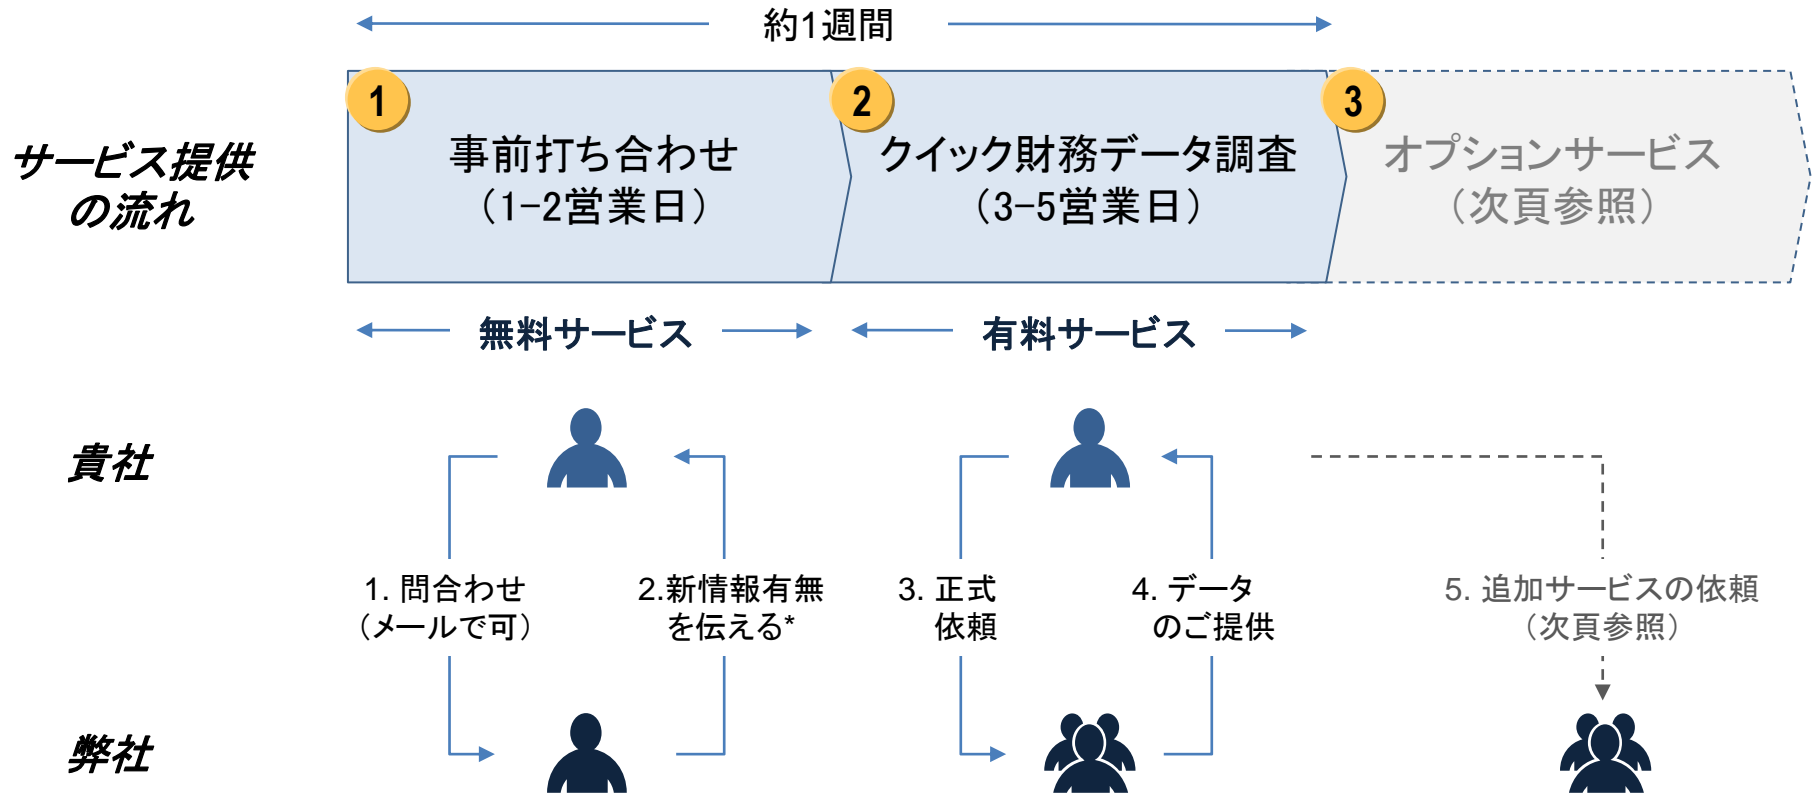 約1週間
1
2
3
サービス提供
の流れ
事前打ち合わせ
（1-2営業日）
クイック財務データ調査
（3-5営業日）
オプションサービス
（次頁参照）
無料サービス
有料サービス
貴社
1. 問合わせ
（メールで可）
2.新情報有無
を伝える*
3. 正式
依頼
4. データ
のご提供
5. 追加サービスの依頼
（次頁参照）
弊社